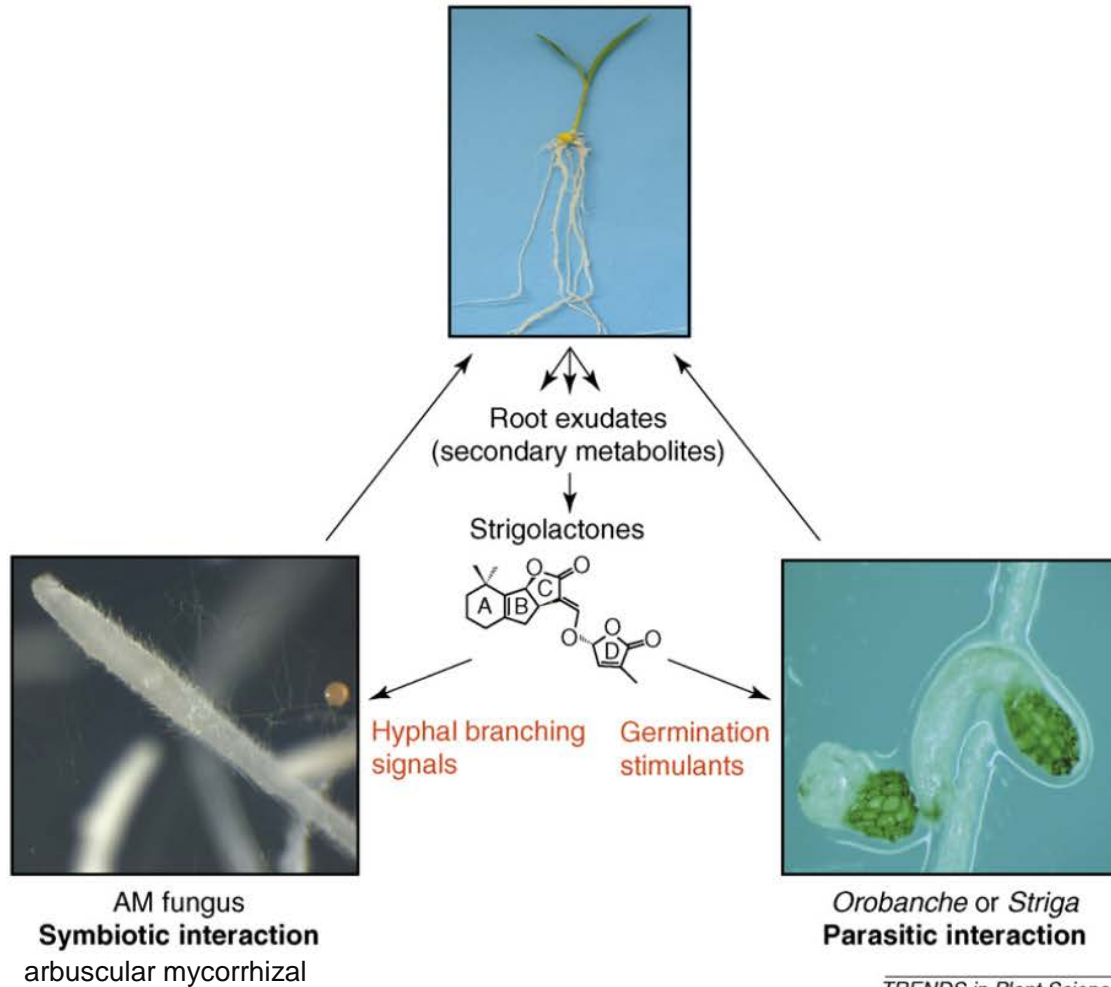 Root exudates
(secondary metabolites)
Strigolactones
O
O
C
A
B
O
O
O
D
Hyphal branching
signals
Germination
stimulants
AM fungus
Symbiotic interaction
arbuscular mycorrhizal
Orobanche or Striga
Parasitic interaction
TRENDS in Plant Science